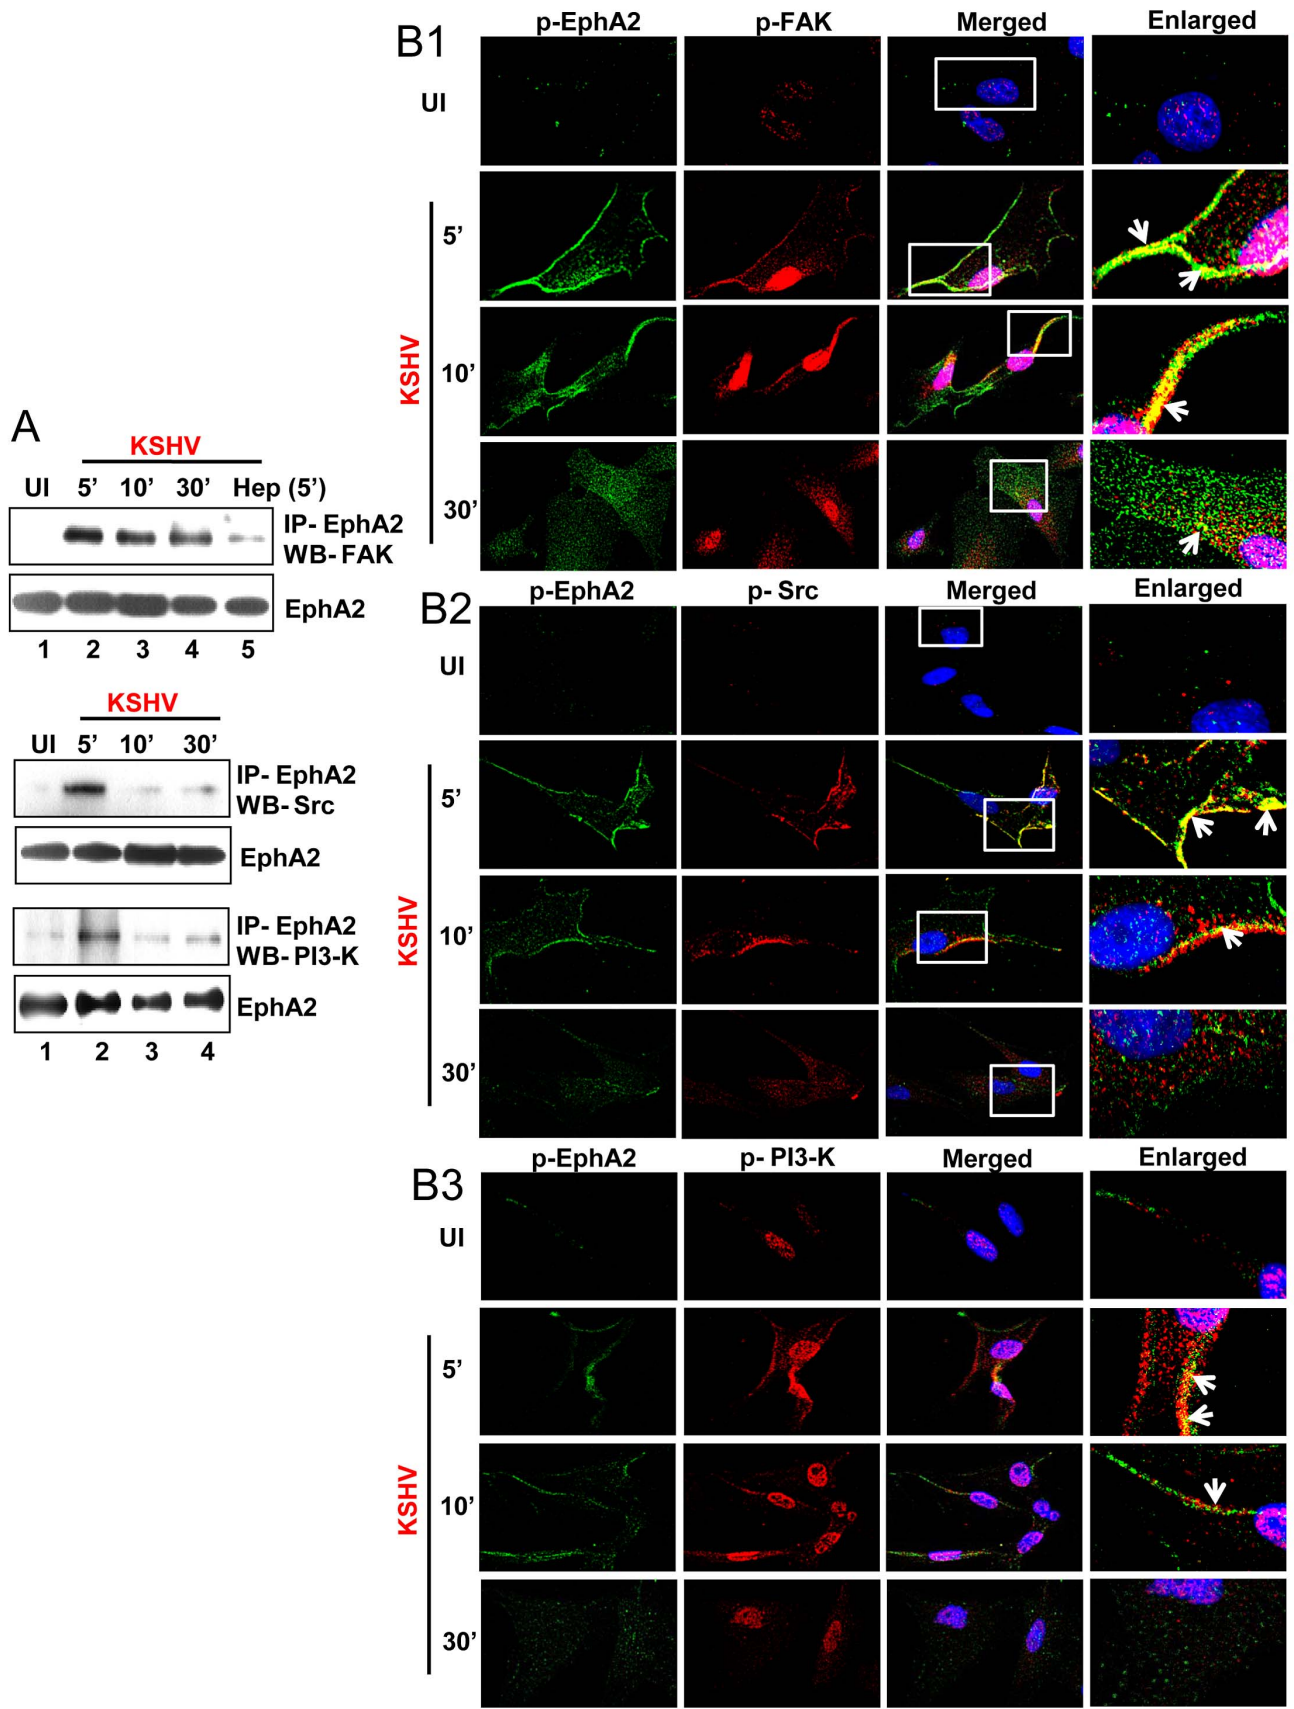 A
KSHV
UI 5’ 10’ 30’ Hep (5’)
IP- EphA2
WB- FAK
EphA2
1 2 3 4 5
KSHV
UI 5’ 10’ 30’
IP- EphA2
WB- Src
EphA2
IP- EphA2
WB- PI3-K
EphA2
1 2 3 4
B1
p-EphA2 p-FAK Merged Enlarged
UI
KSHV
5’
10’
30’
B2
p-EphA2 p- Src Merged Enlarged
UI
KSHV
5’
10’
30’
B3
p-EphA2 p- PI3-K Merged Enlarged
UI
KSHV
5’
10’
30’